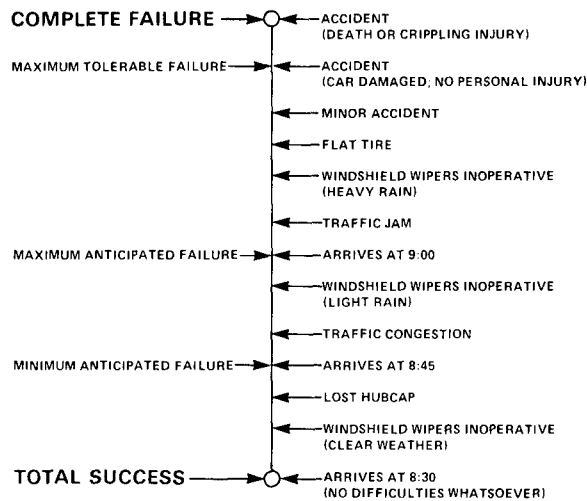 COMPLETE FAILURE
ACCIDENT
(DEATH OR CRIPPLING INJURY)
MAXIMUM TOLERABLE FAILURE
ACCIDENT
(CAR DAMAGED; NO PERSONAL INJURY)
MINOR ACCIDENT
FLAT TIRE
WINDSHIELD WIPERS INOPERATIVE
(HEAVY RAIN)
TRAFFIC JAM
MAXIMUM ANTICIPATED FAILURE
ARRIVES AT 9:00
WINDSHIELD WIPERS INOPERATIVE
(LIGHT RAIN)
TRAFFIC CONGESTION
MINIMUM ANTICIPATED FAILURE
ARRIVES AT 8:45
LOST HUBCAP
WINDSHIELD WIPERS INOPERATIVE
(CLEAR WEATHER)
TOTAL SUCCESS
ARRIVES AT 8:30
(NO DIFFICULTIES WHATSOEVER)